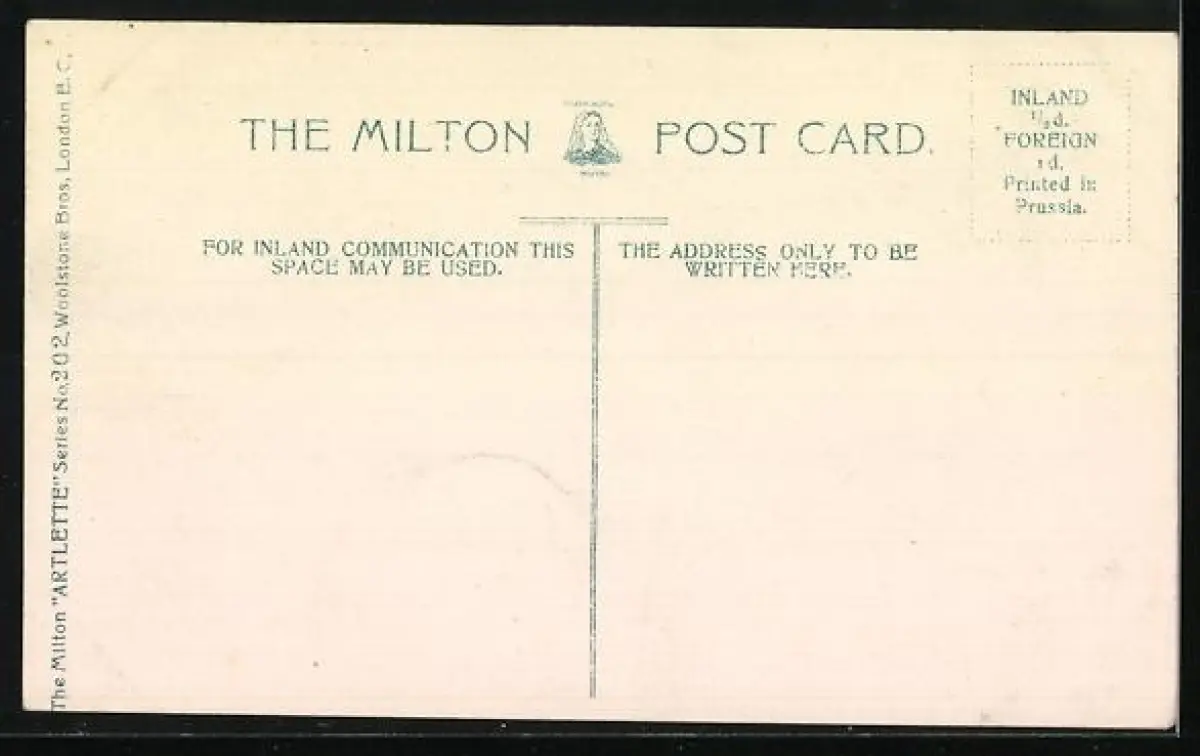 THE MILTON POST CARD.
INLAND
½d.
FOREIGN
1d.
Printed in
Prussia.
FOR INLAND COMMUNICATION THIS
SPACE MAY BE USED.
THE ADDRESS ONLY TO BE
WRITTEN HERE.
The Milton "ARTLETTE" Series No. 202, Woolstone Bros, London E.C.